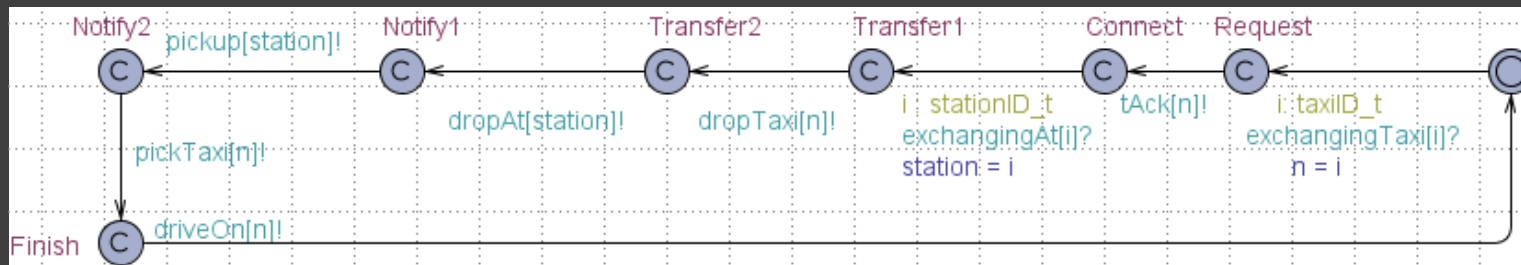 Notify2
Notify1
Transfer2
Transfer1
Connect
Request
pickup[station]!
C
C
C
C
C
C
i : stationID_t
tAck[n]!
i: taxiID_t
dropAt[station]!
dropTaxi[n]!
exchangingAt[i]?
exchangingTaxi[i]?
pickTaxi[n]!
station = i
n = i
driveOn[n]!
Finish
C